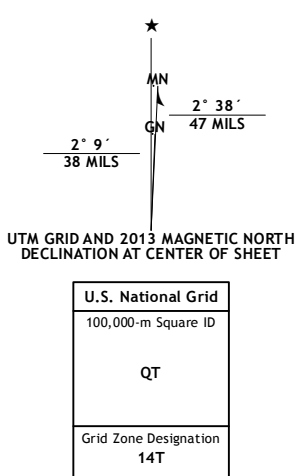 MN
GN
2° 38´
47 MILS
2° 9´
38 MILS
UTM GRID AND 2013 MAGNETIC NORTH
DECLINATION AT CENTER OF SHEET
U.S. National Grid
100,000-m Square ID
QT
Grid Zone Designation
14T